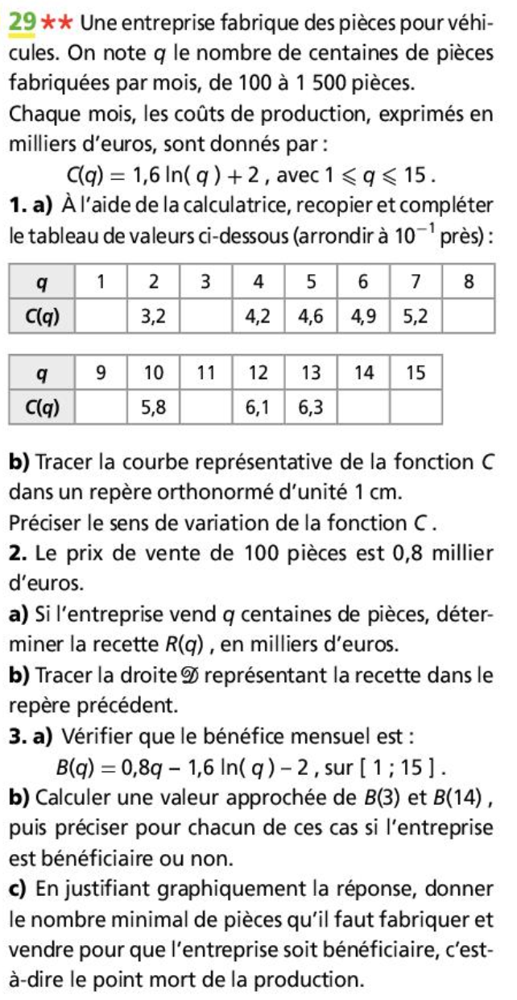 29 ★★ Une entreprise fabrique des pièces pour véhi-
cules. On note q le nombre de centaines de pièces
fabriquées par mois, de 100 à 1 500 pièces.
Chaque mois, les coûts de production, exprimés en
milliers d’euros, sont donnés par :
C(q) = 1,6 ln( q ) + 2 , avec 1 ⩽ q ⩽ 15 .
1. a) À l’aide de la calculatrice, recopier et compléter
le tableau de valeurs ci-dessous (arrondir à 10⁻¹ près) :
q 1 2 3 4 5 6 7 8
C(q) 3,2 4,2 4,6 4,9 5,2
q 9 10 11 12 13 14 15
C(q) 5,8 6,1 6,3
b) Tracer la courbe représentative de la fonction C
dans un repère orthonormé d’unité 1 cm.
Préciser le sens de variation de la fonction C .
2. Le prix de vente de 100 pièces est 0,8 millier
d’euros.
a) Si l’entreprise vend q centaines de pièces, déter-
miner la recette R(q) , en milliers d’euros.
b) Tracer la droite 𝒟 représentant la recette dans le
repère précédent.
3. a) Vérifier que le bénéfice mensuel est :
B(q) = 0,8q – 1,6 ln( q ) – 2 , sur [ 1 ; 15 ] .
b) Calculer une valeur approchée de B(3) et B(14) ,
puis préciser pour chacun de ces cas si l’entreprise
est bénéficiaire ou non.
c) En justifiant graphiquement la réponse, donner
le nombre minimal de pièces qu’il faut fabriquer et
vendre pour que l’entreprise soit bénéficiaire, c’est-
à-dire le point mort de la production.